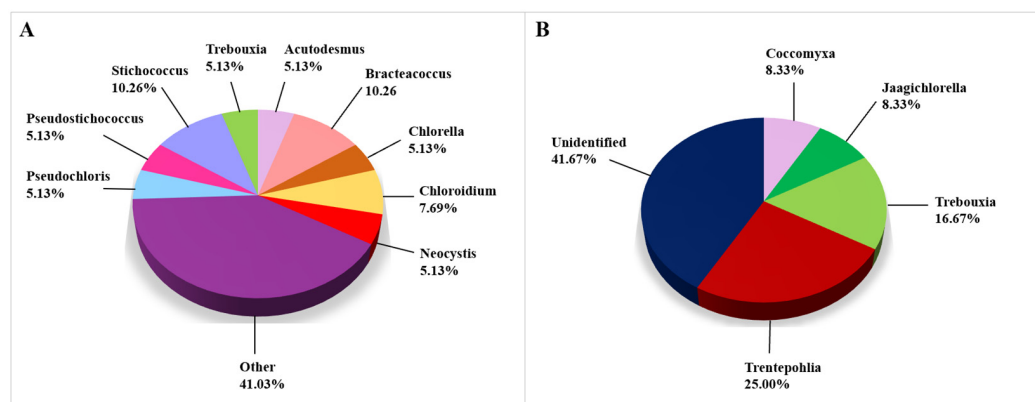 A
Trebouxia
5.13%
Acutodesmus
5.13%
Stichococcus
10.26%
Bracteacoccus
10.26
Pseudostichococcus
5.13%
Chlorella
5.13%
Pseudochloris
5.13%
Chloroidium
7.69%
Neocystis
5.13%
Other
41.03%
B
Coccomyxa
8.33%
Jaagichlorella
8.33%
Unidentified
41.67%
Trebouxia
16.67%
Trentepohlia
25.00%